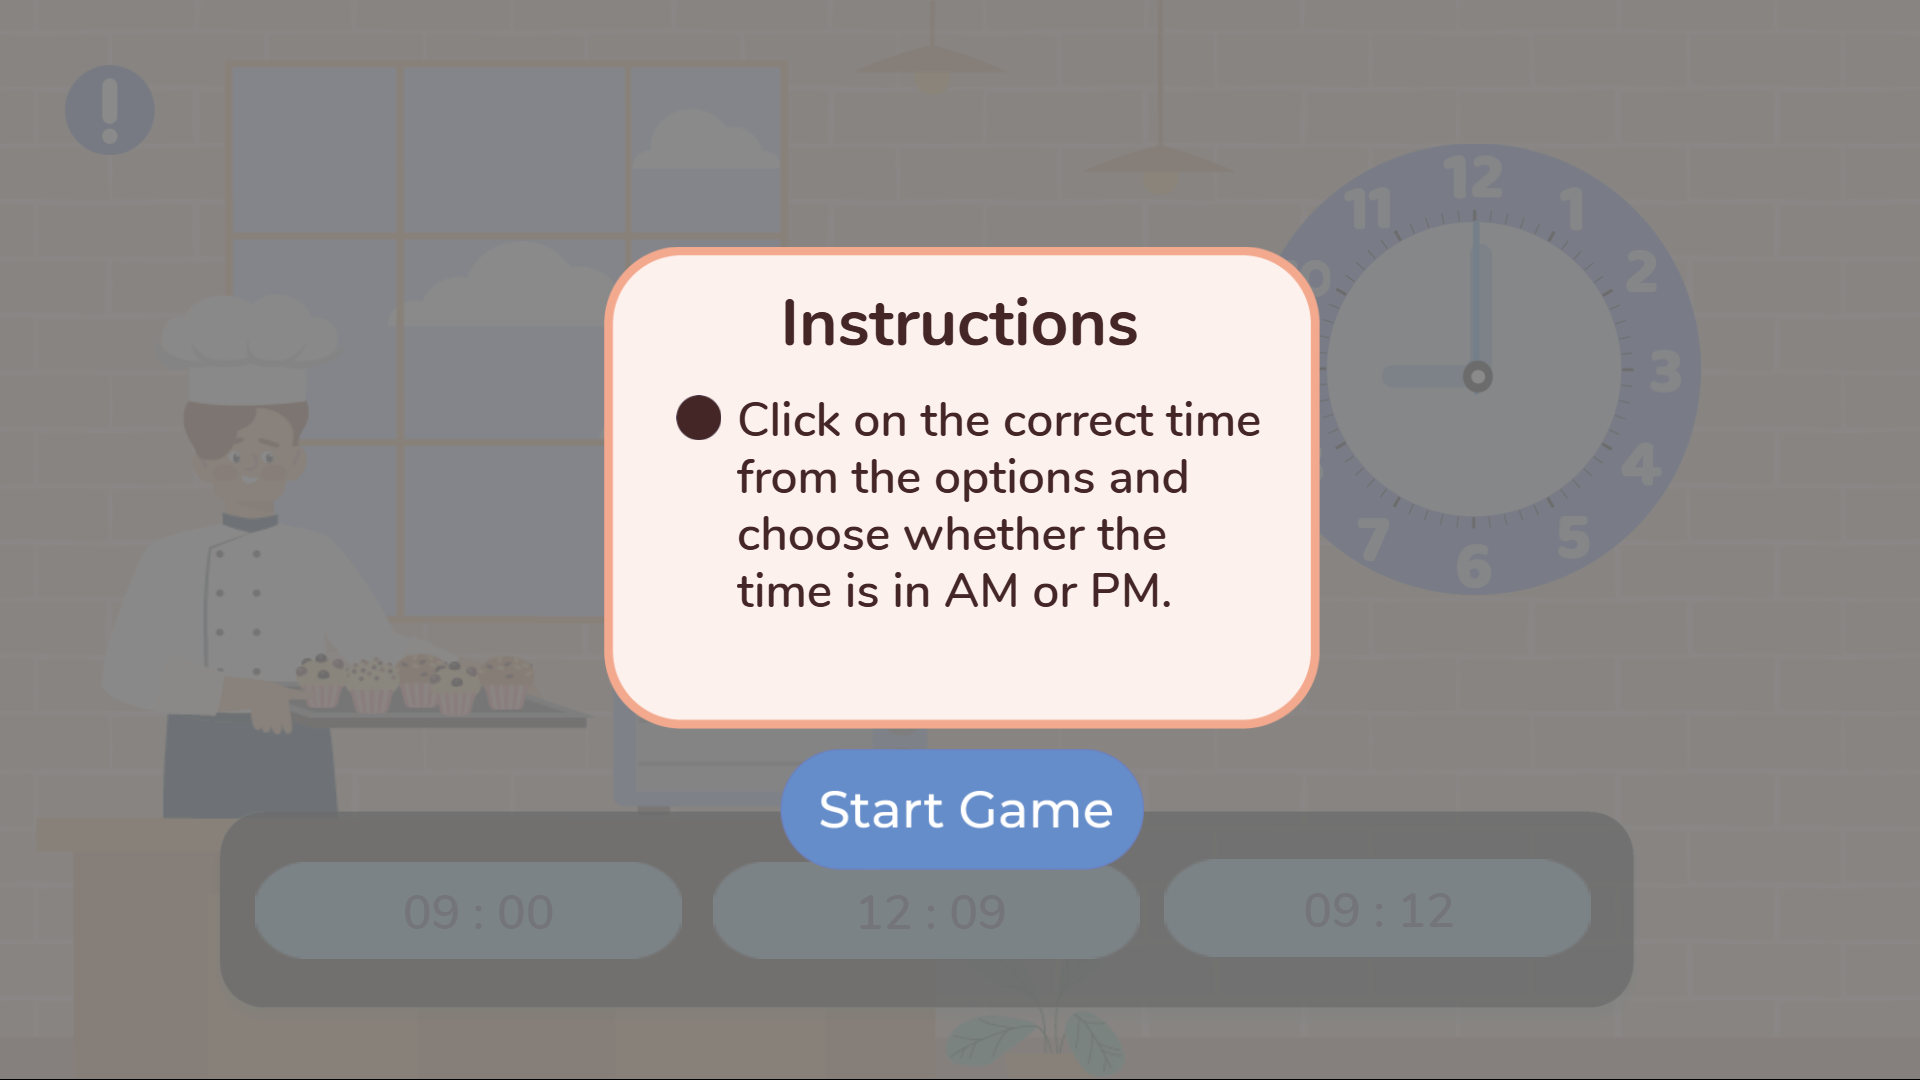 Instructions
Click on the correct time
from the options and
choose whether the
time is in AM or PM.
Start Game
09 : 00
12 : 09
09 : 12
12
11
1
2
3
4
5
6
7